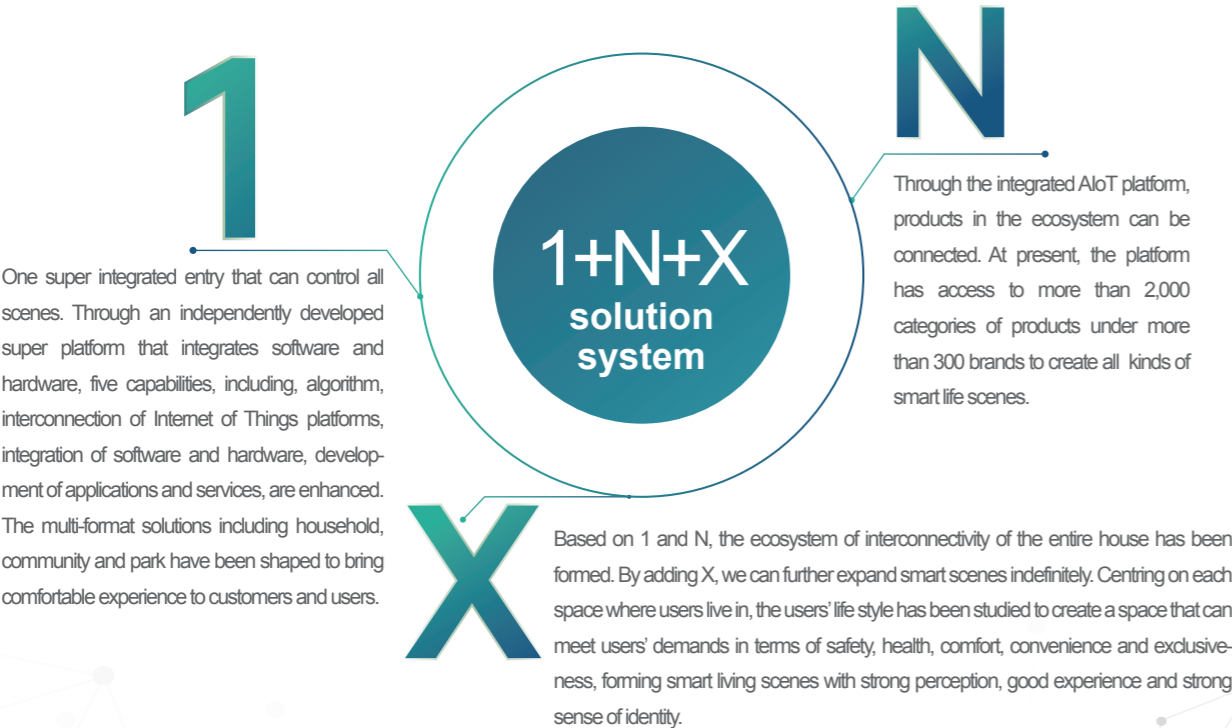 1
One super integrated entry that can control all
scenes. Through an independently developed
super platform that integrates software and
hardware, five capabilities, including, algorithm,
interconnection of Internet of Things platforms,
integration of software and hardware, develop-
ment of applications and services, are enhanced.
The multi-format solutions including household,
community and park have been shaped to bring
comfortable experience to customers and users.
1+N+X
solution
system
N
Through the integrated AIoT platform,
products in the ecosystem can be
connected. At present, the platform
has access to more than 2,000
categories of products under more
than 300 brands to create all kinds of
smart life scenes.
X
Based on 1 and N, the ecosystem of interconnectivity of the entire house has been
formed. By adding X, we can further expand smart scenes indefinitely. Centring on each
space where users live in, the users' life style has been studied to create a space that can
meet users' demands in terms of safety, health, comfort, convenience and exclusive-
ness, forming smart living scenes with strong perception, good experience and strong
sense of identity.